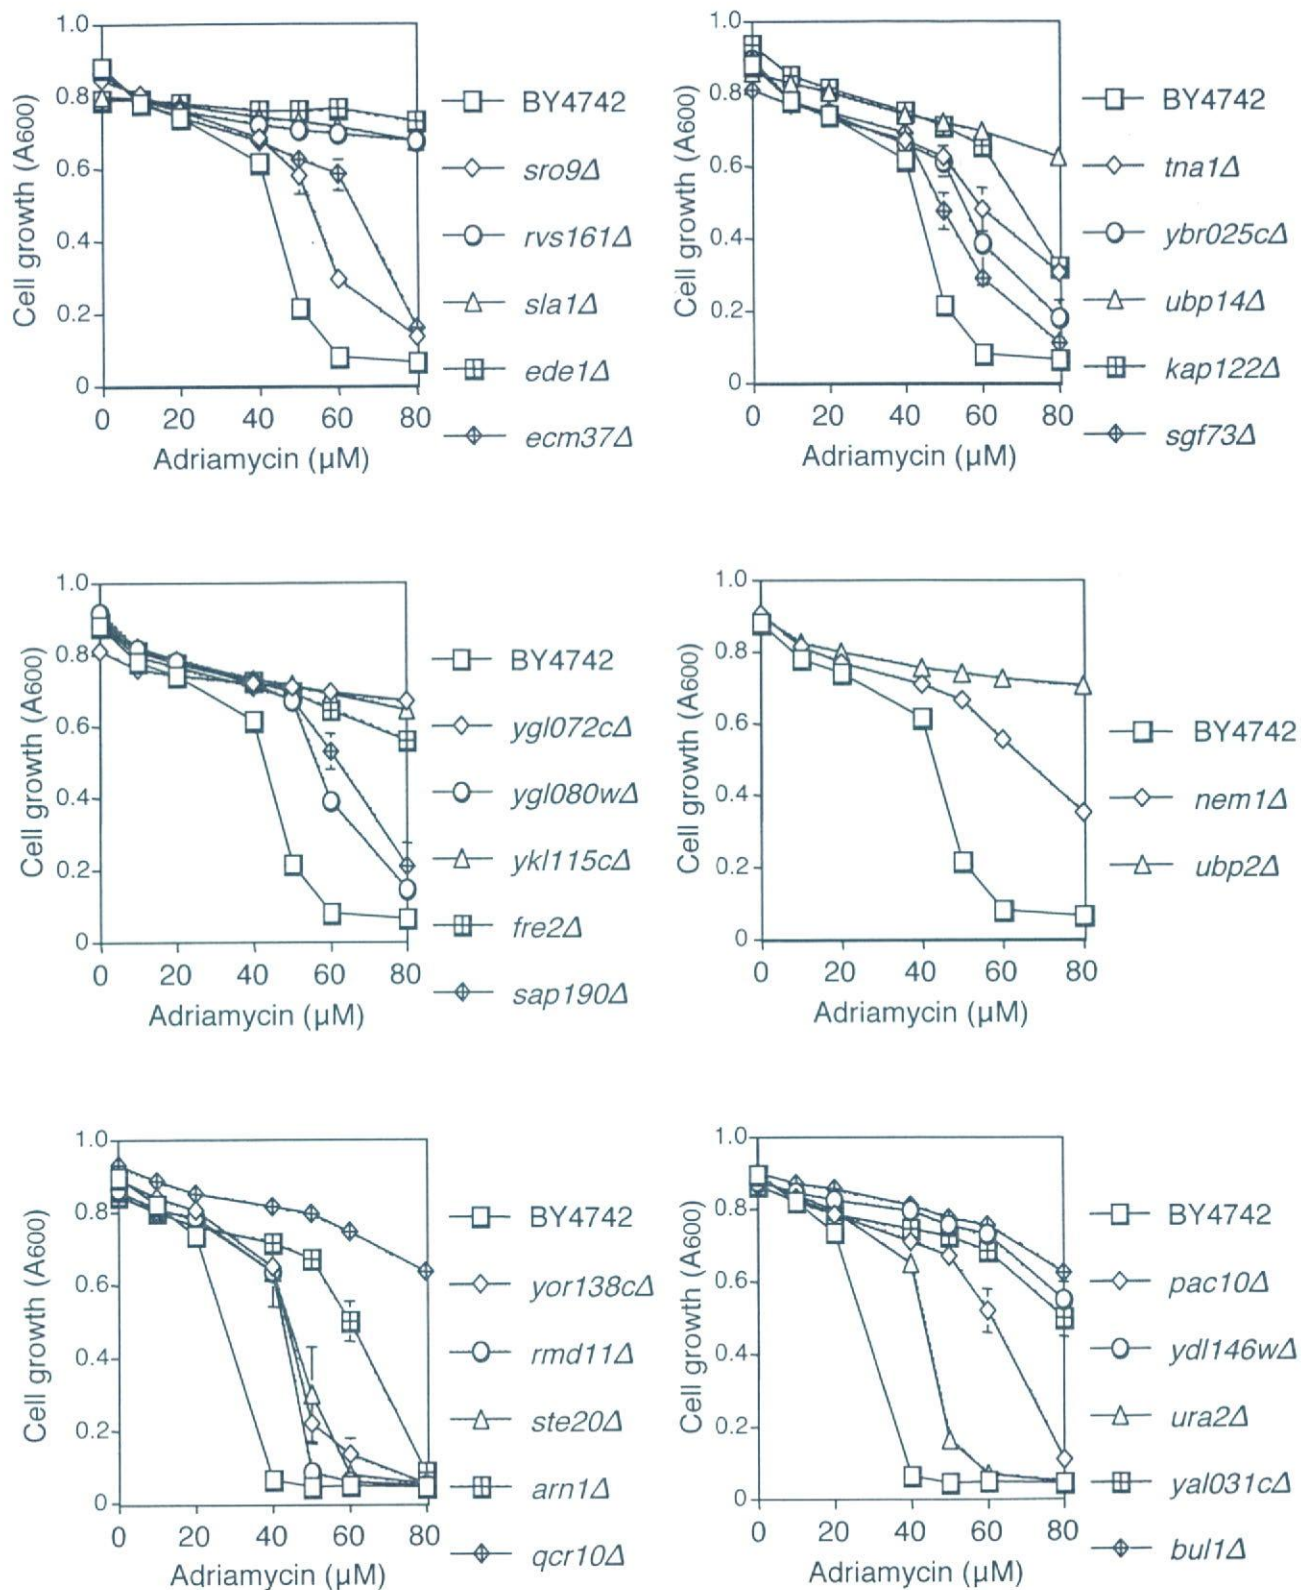 1.0
0.8
0.6
0.4
0.2
0
Cell growth (A600)
0 20 40 60 80
Adriamycin (µM)
BY4742
sro9Δ
rvs161Δ
sla1Δ
ede1Δ
ecm37Δ
1.0
0.8
0.6
0.4
0.2
0
Cell growth (A600)
0 20 40 60 80
Adriamycin (µM)
BY4742
tna1Δ
ybr025cΔ
ubp14Δ
kap122Δ
sgf73Δ
1.0
0.8
0.6
0.4
0.2
0
Cell growth (A600)
0 20 40 60 80
Adriamycin (µM)
BY4742
ygl072cΔ
ygl080wΔ
ykl115cΔ
fre2Δ
sap190Δ
1.0
0.8
0.6
0.4
0.2
0
Cell growth (A600)
0 20 40 60 80
Adriamycin (µM)
BY4742
nem1Δ
ubp2Δ
1.0
0.8
0.6
0.4
0.2
0
Cell growth (A600)
0 20 40 60 80
Adriamycin (µM)
BY4742
yor138cΔ
rmd11Δ
ste20Δ
arn1Δ
qcr10Δ
1.0
0.8
0.6
0.4
0.2
0
Cell growth (A600)
0 20 40 60 80
Adriamycin (µM)
BY4742
pac10Δ
ydl146wΔ
ura2Δ
yal031cΔ
bul1Δ